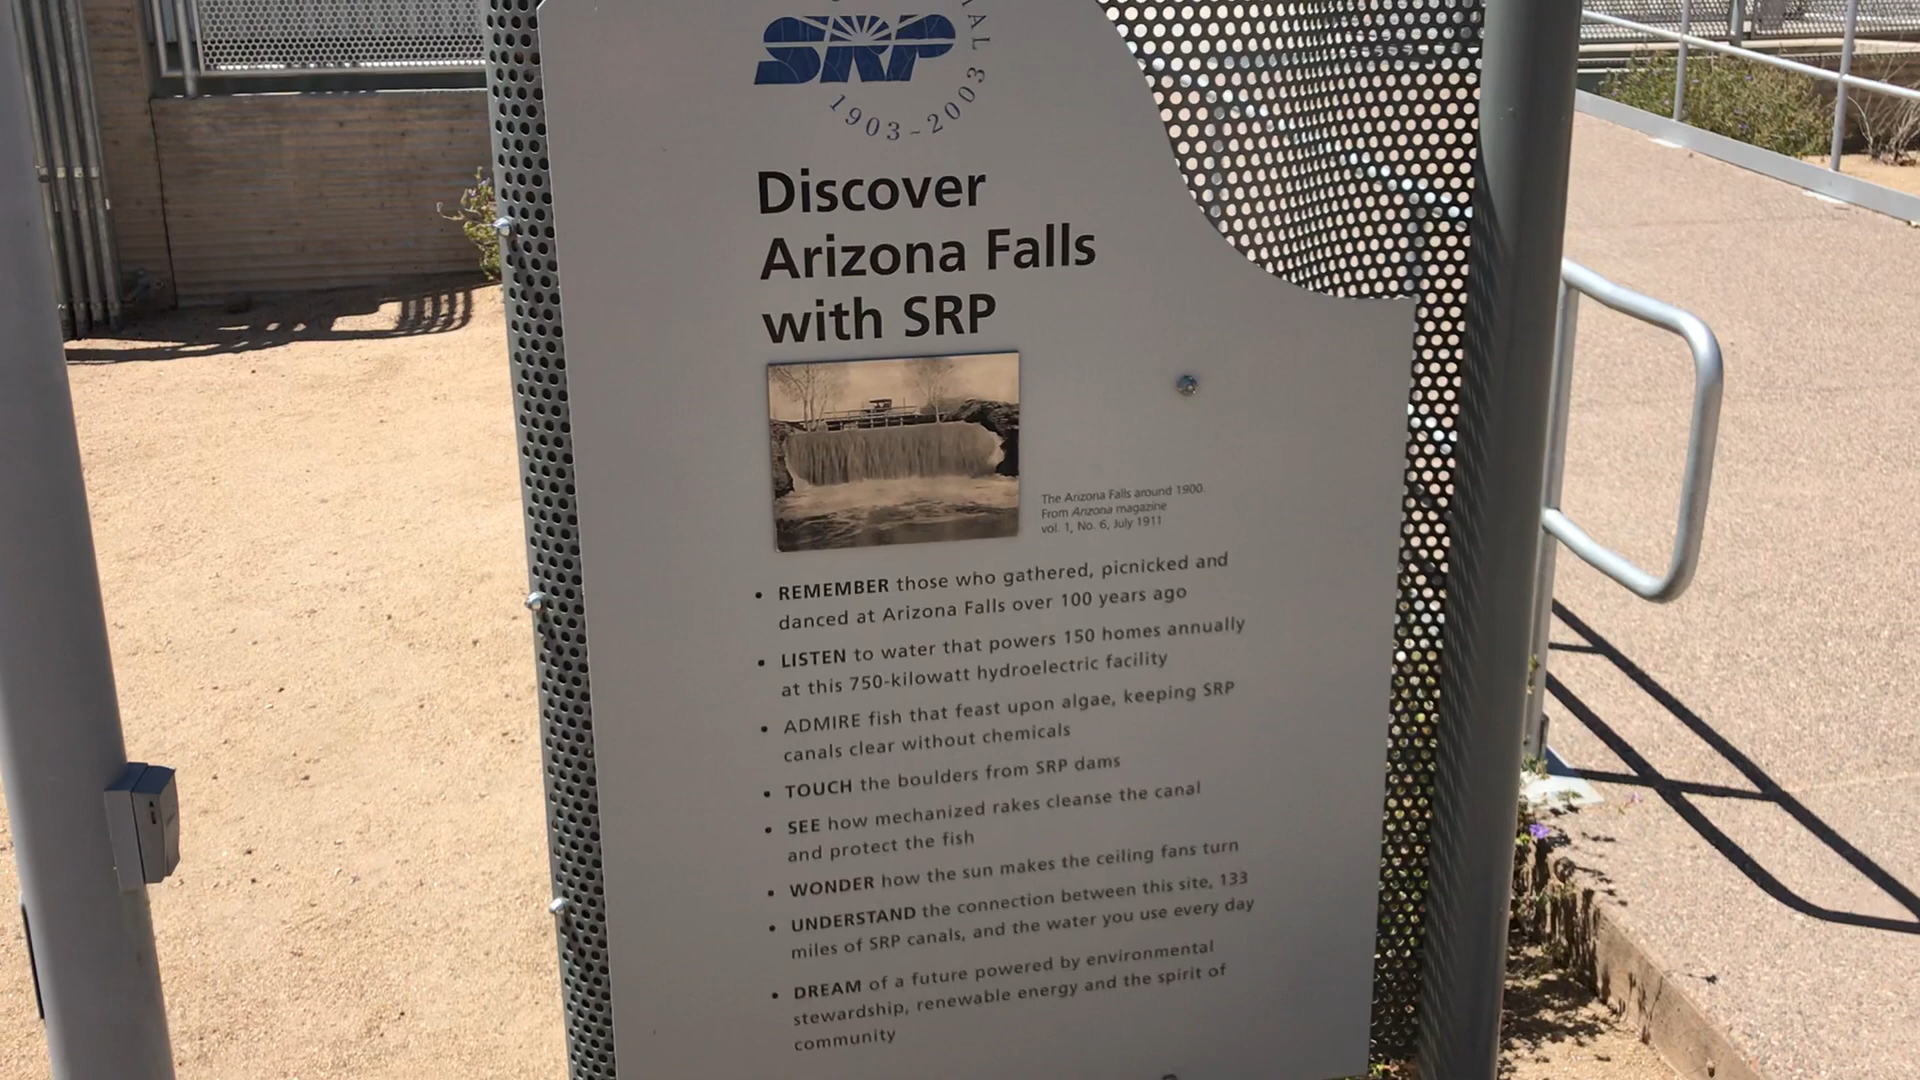 SRP
1903-2003
Discover
Arizona Falls
with SRP
The Arizona Falls around 1900.
From Arizona magazine
vol. 1, No. 6, July 1911
• REMEMBER those who gathered, picnicked and
danced at Arizona Falls over 100 years ago
• LISTEN to water that powers 150 homes annually
at this 750-kilowatt hydroelectric facility
• ADMIRE fish that feast upon algae, keeping SRP
canals clear without chemicals
• TOUCH the boulders from SRP dams
• SEE how mechanized rakes cleanse the canal
and protect the fish
• WONDER how the sun makes the ceiling fans turn
• UNDERSTAND the connection between this site, 133
miles of SRP canals, and the water you use every day
• DREAM of a future powered by environmental
stewardship, renewable energy and the spirit of
community